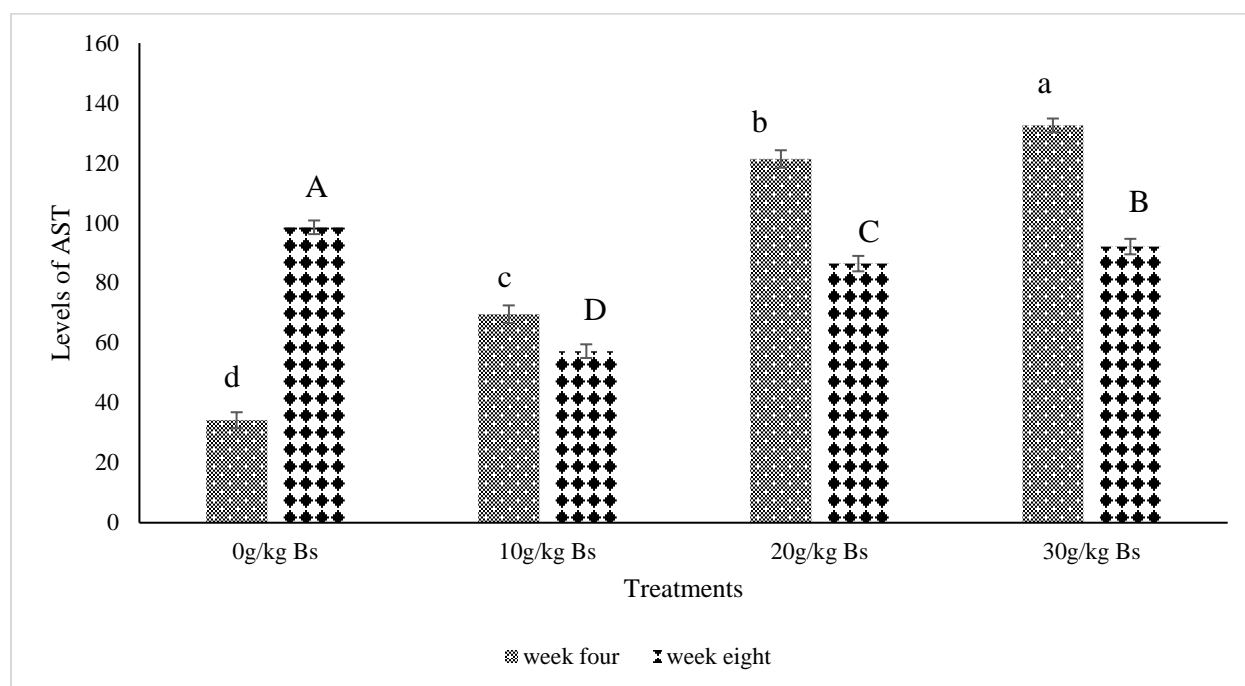 160
140
120
100
80
60
40
20
0
Levels of AST
d
A
c
D
b
C
a
B
0g/kg Bs
10g/kg Bs
20g/kg Bs
30g/kg Bs
Treatments
week four
week eight